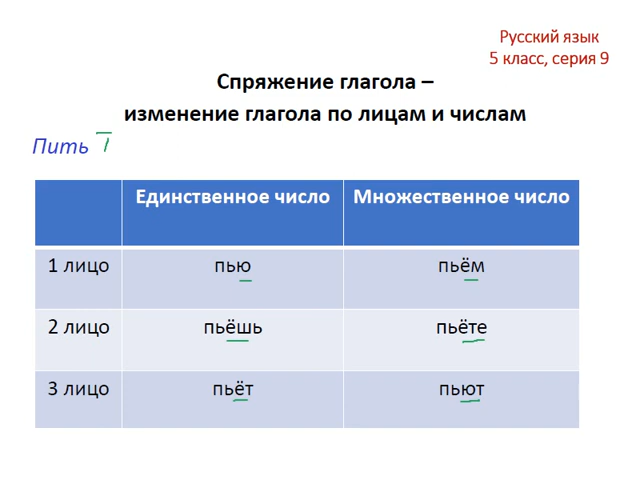 Русский язык
5 класс, серия 9
Спряжение глагола –
изменение глагола по лицам и числам
Пить I
Единственное число Множественное число
1 лицо пью пьём
2 лицо пьёшь пьёте
3 лицо пьёт пьют